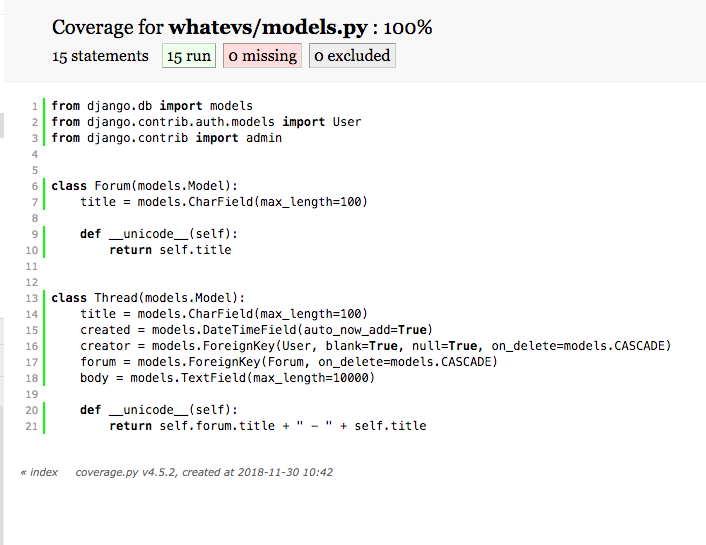 Coverage for whatevs/models.py : 100%
15 statements 15 run 0 missing 0 excluded
1 from django.db import models
2 from django.contrib.auth.models import User
3 from django.contrib import admin
4
5
6 class Forum(models.Model):
7     title = models.CharField(max_length=100)
8
9     def __unicode__(self):
10         return self.title
11
12
13 class Thread(models.Model):
14     title = models.CharField(max_length=100)
15     created = models.DateTimeField(auto_now_add=True)
16     creator = models.ForeignKey(User, blank=True, null=True, on_delete=models.CASCADE)
17     forum = models.ForeignKey(Forum, on_delete=models.CASCADE)
18     body = models.TextField(max_length=10000)
19
20     def __unicode__(self):
21         return self.forum.title + " - " + self.title
« index coverage.py v4.5.2, created at 2018-11-30 10:42